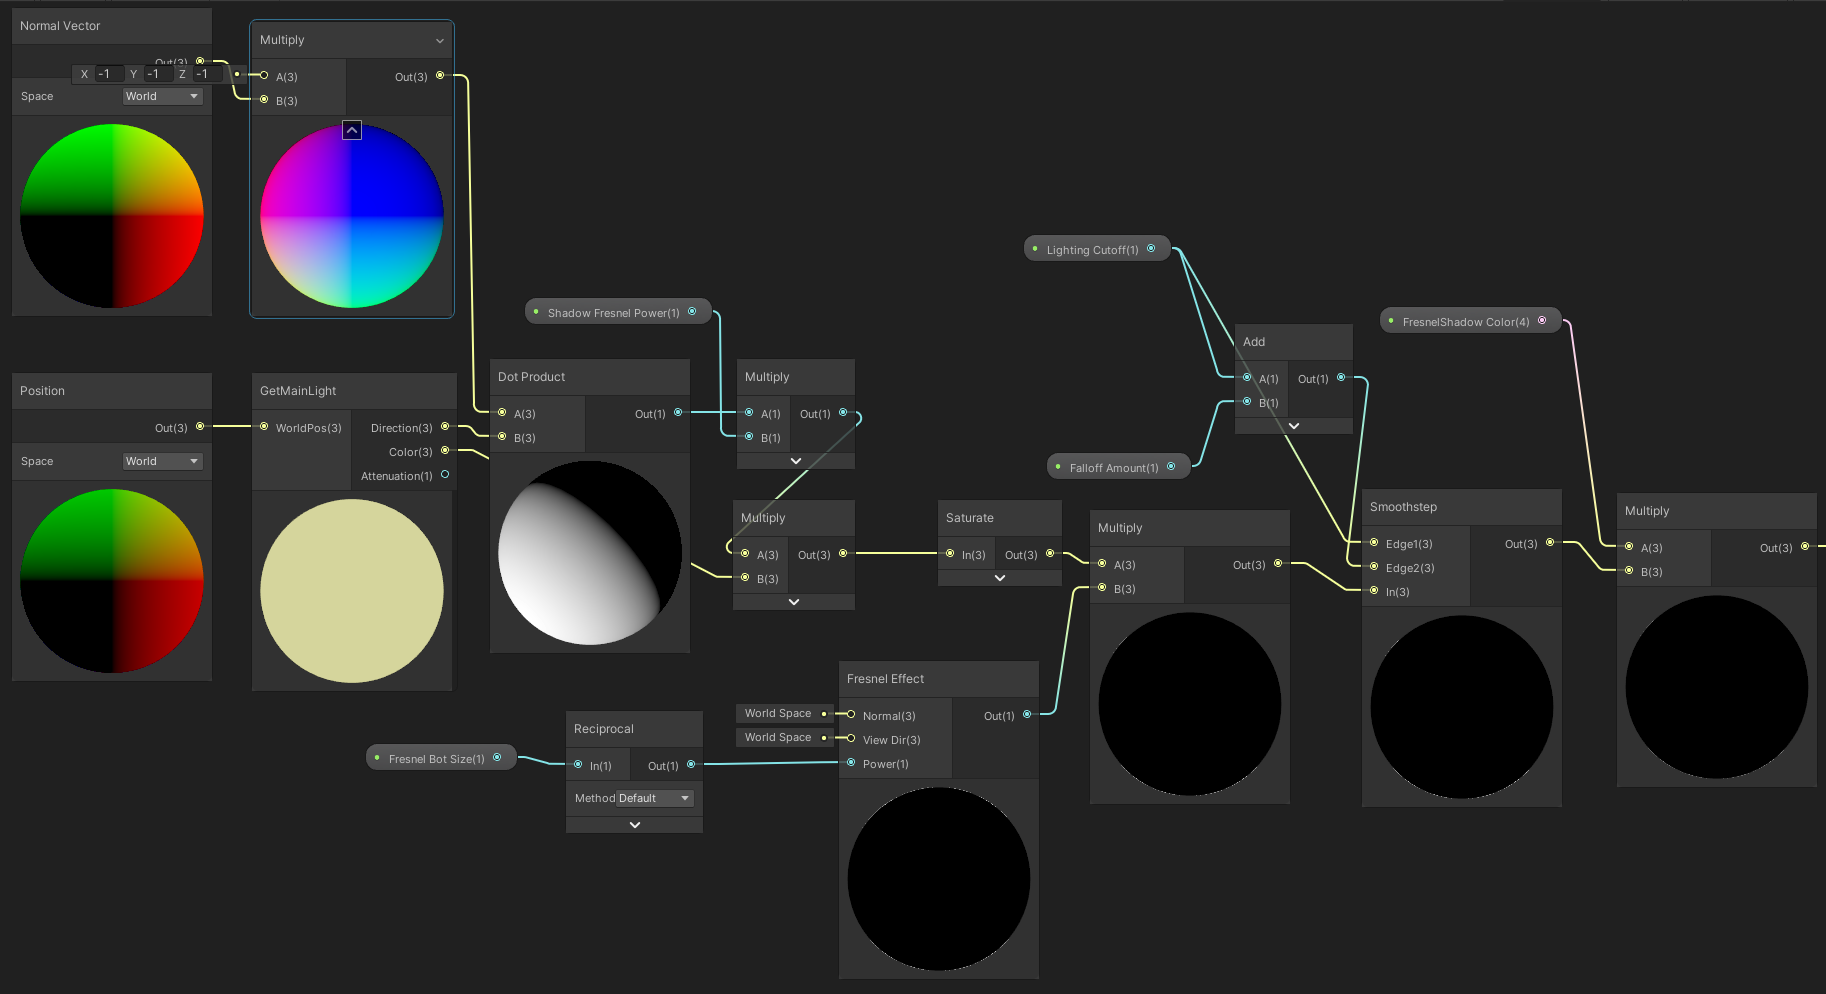 Normal Vector
Out(3)
X -1 Y -1 Z -1
Space World
Multiply
A(3)
B(3)
Out(3)
Position
Out(3)
Space World
GetMainLight
WorldPos(3)
Direction(3)
Color(3)
Attenuation(1)
Shadow Fresnel Power(1)
Dot Product
A(3)
B(3)
Out(1)
Multiply
A(1)
B(1)
Out(1)
Multiply
A(3)
B(3)
Out(3)
Saturate
In(3)
Out(3)
Fresnel Bot Size(1)
Reciprocal
In(1)
Out(1)
Method Default
World Space
World Space
Fresnel Effect
Normal(3)
View Dir(3)
Power(1)
Out(1)
Multiply
A(3)
B(3)
Out(3)
Lighting Cutoff(1)
Falloff Amount(1)
Add
A(1)
B(1)
Out(1)
Smoothstep
Edge1(3)
Edge2(3)
In(3)
Out(3)
FresnelShadow Color(4)
Multiply
A(3)
B(3)
Out(3)